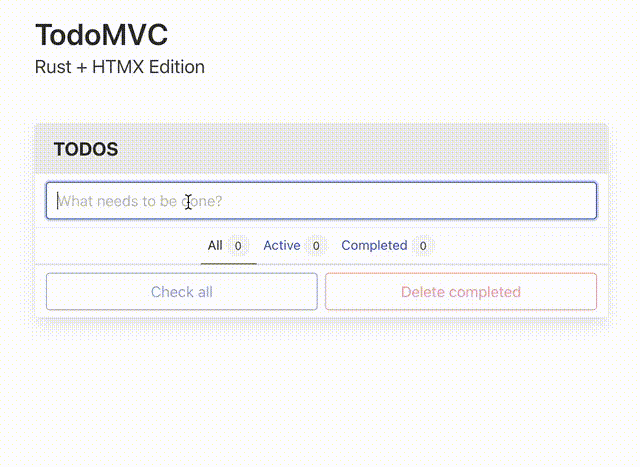 TodoMVC
Rust + HTMX Edition
TODOS
What needs to be done?
All 0 Active 0 Completed 0
Check all Delete completed